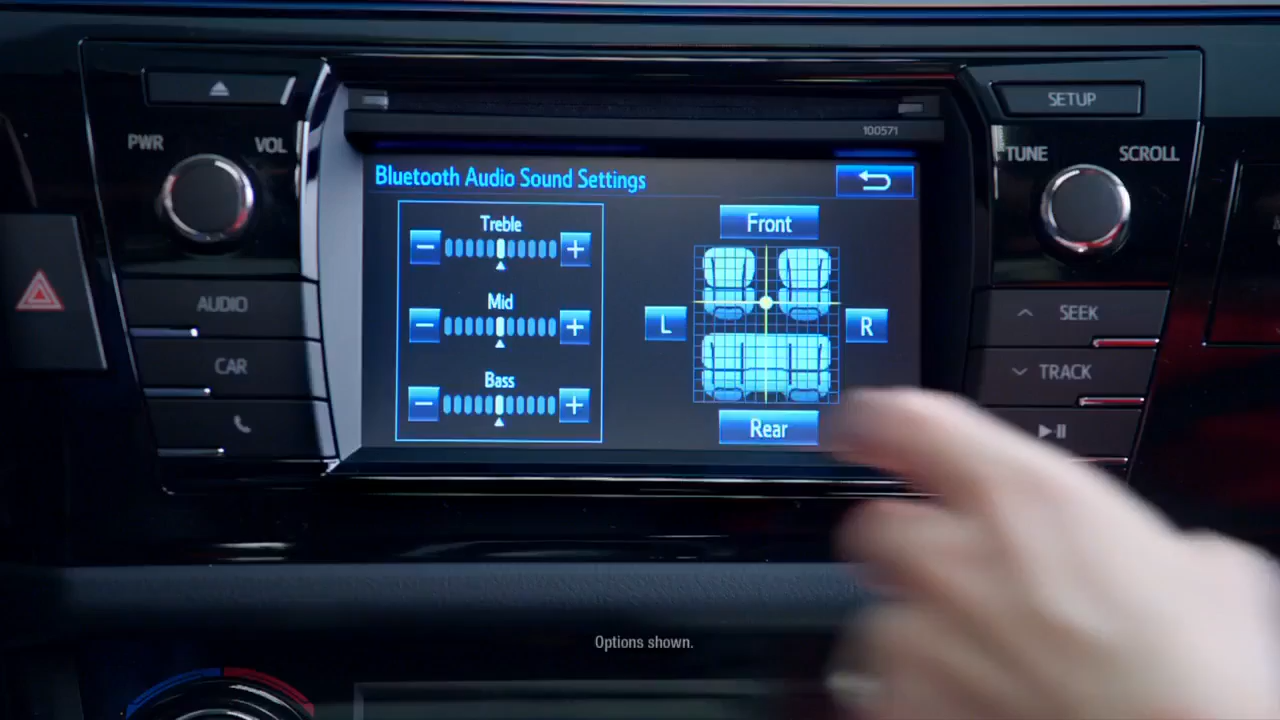 SETUP
100571
PWR
VOL
TUNE
SCROLL
Bluetooth Audio Sound Settings
Treble
Front
− +
Mid
L
R
− +
Bass
− +
Rear
AUDIO
CAR
SEEK
TRACK
Options shown.